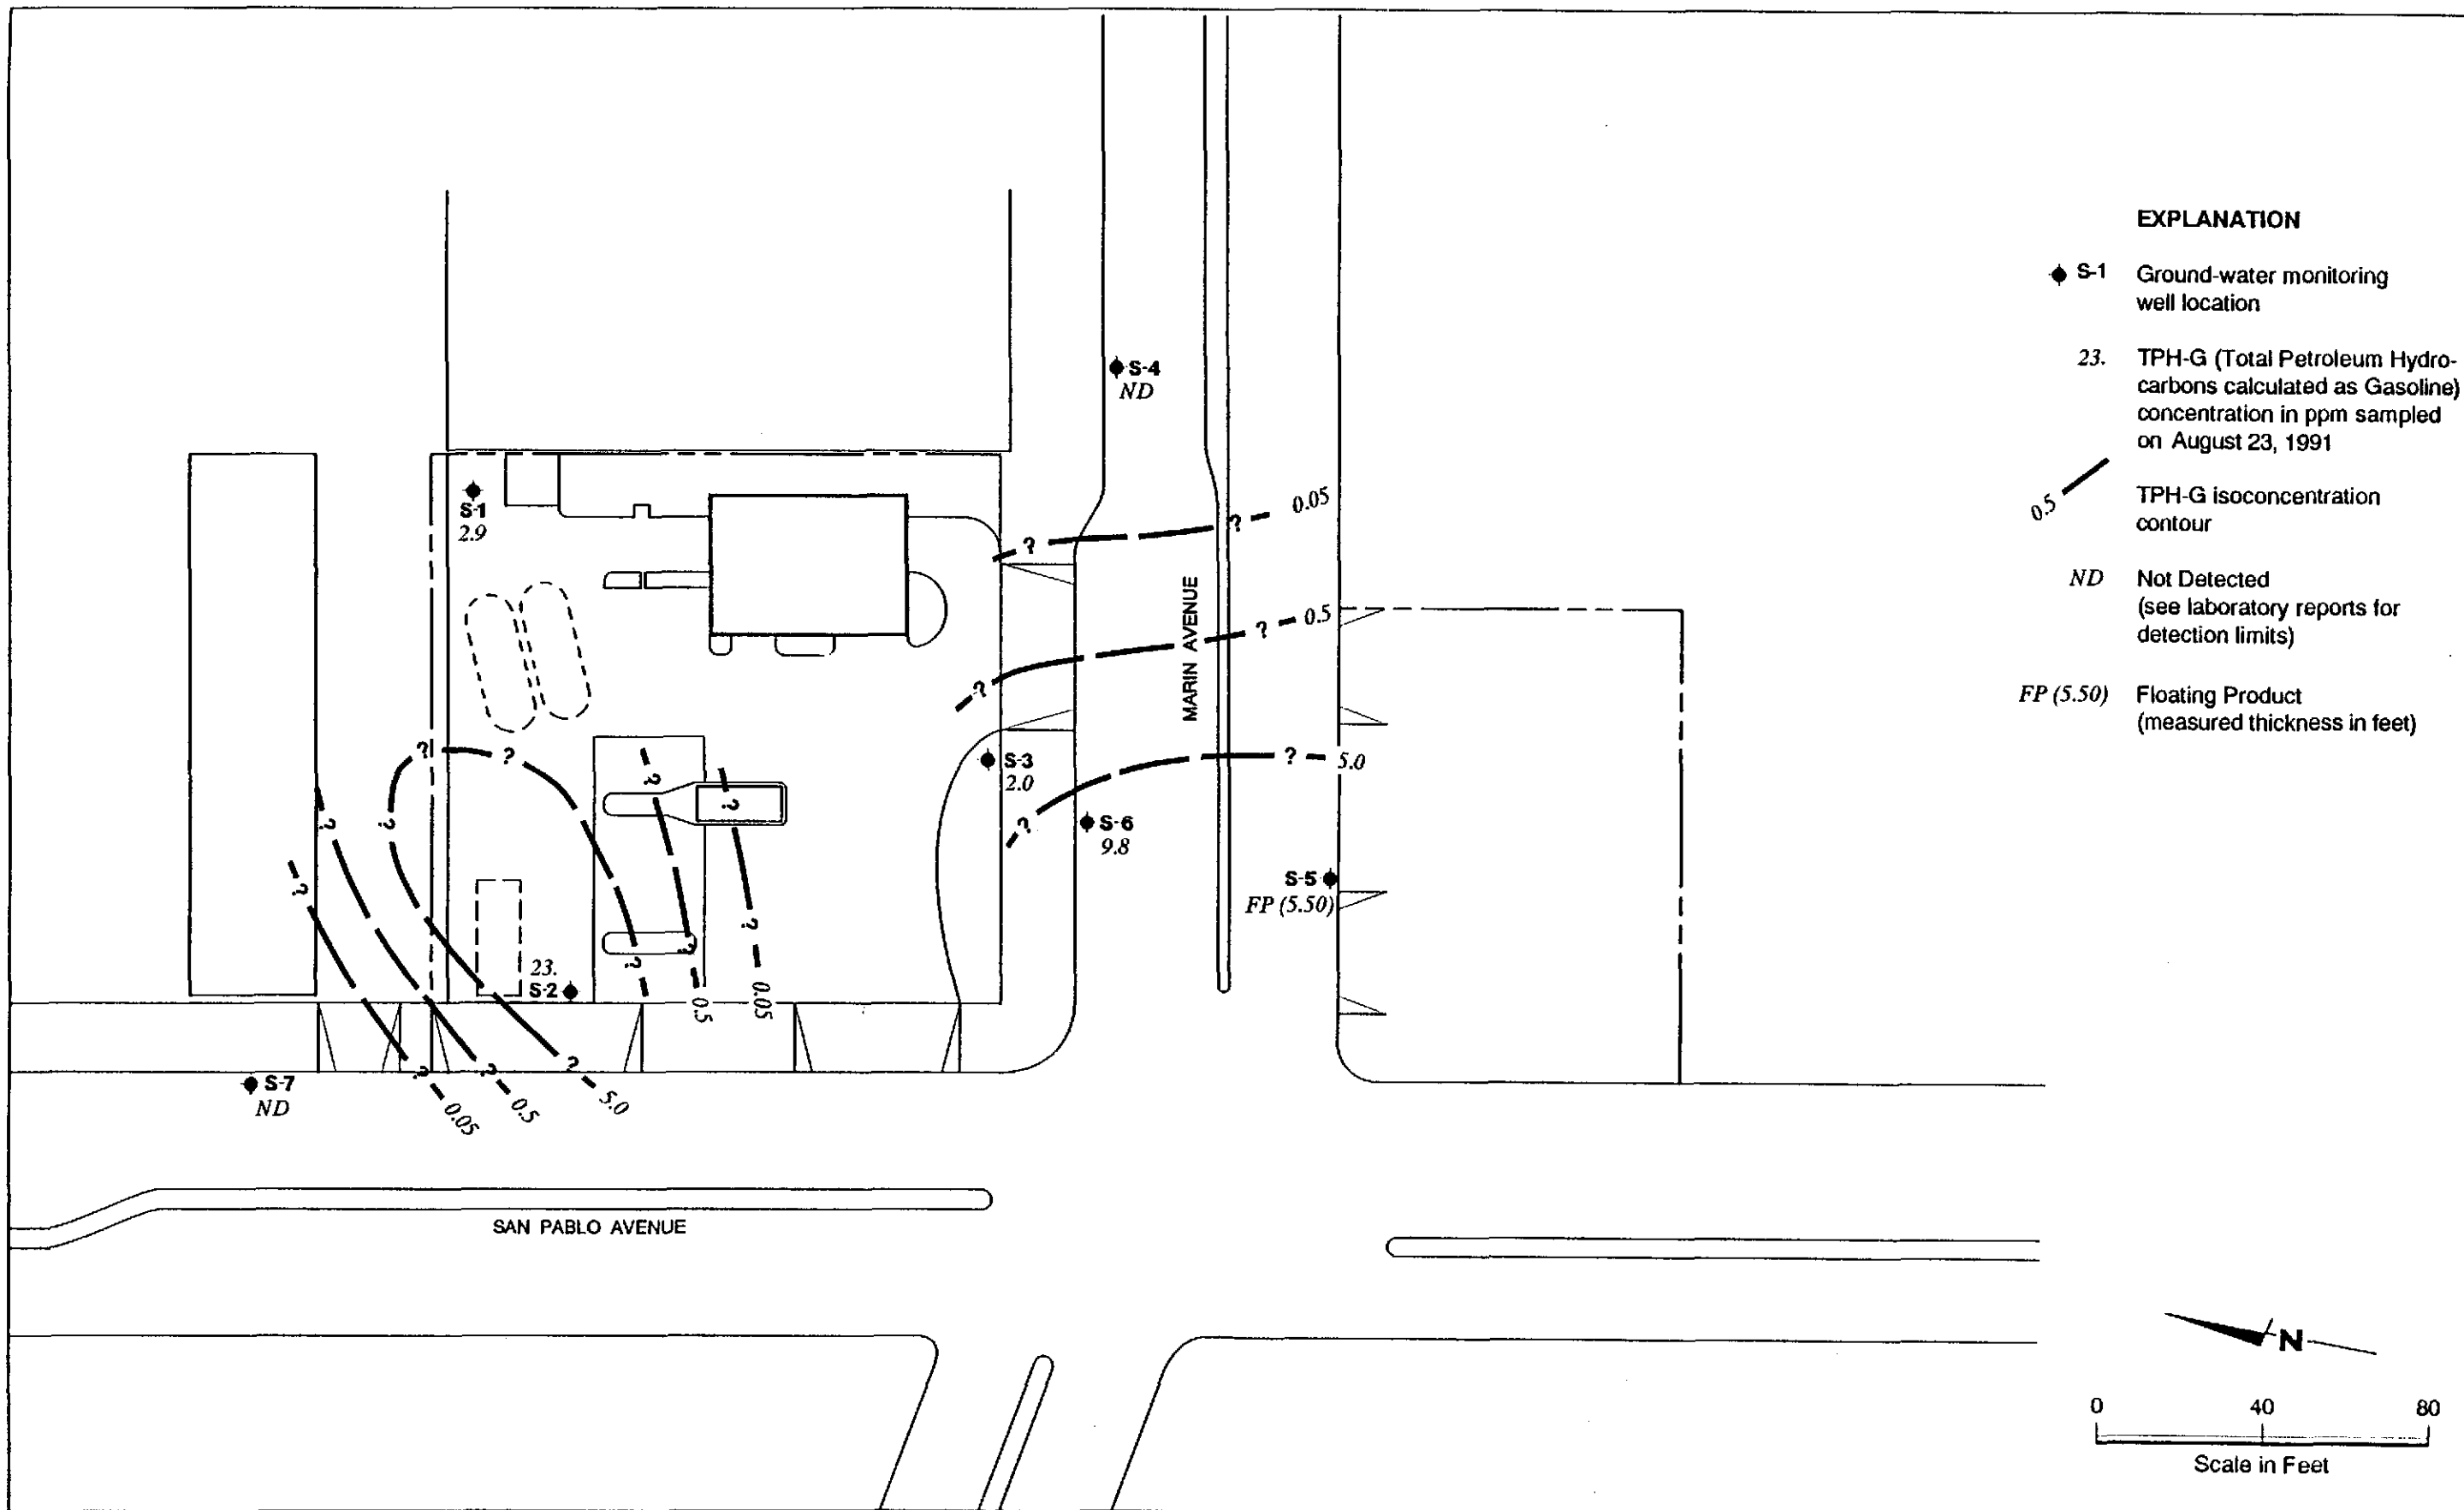 EXPLANATION
S-1 Ground-water monitoring
well location
23. TPH-G (Total Petroleum Hydro-
carbons calculated as Gasoline)
concentration in ppm sampled
on August 23, 1991
0.5 TPH-G isoconcentration
contour
ND Not Detected
(see laboratory reports for
detection limits)
FP (5.50) Floating Product
(measured thickness in feet)
S-4
ND
S-1
2.9
? ? 0.05
MARIN AVENUE
? ? 0.5
S-3
2.0
? ? 5.0
S-6
9.8
S-5
FP (5.50)
? ?
? ?
? ?
?
?
?
? ?
23.
S-2
0.5
0.05
S-7
ND
? ? ?
0.05
0.5
5.0
SAN PABLO AVENUE
N
0 40 80
Scale in Feet